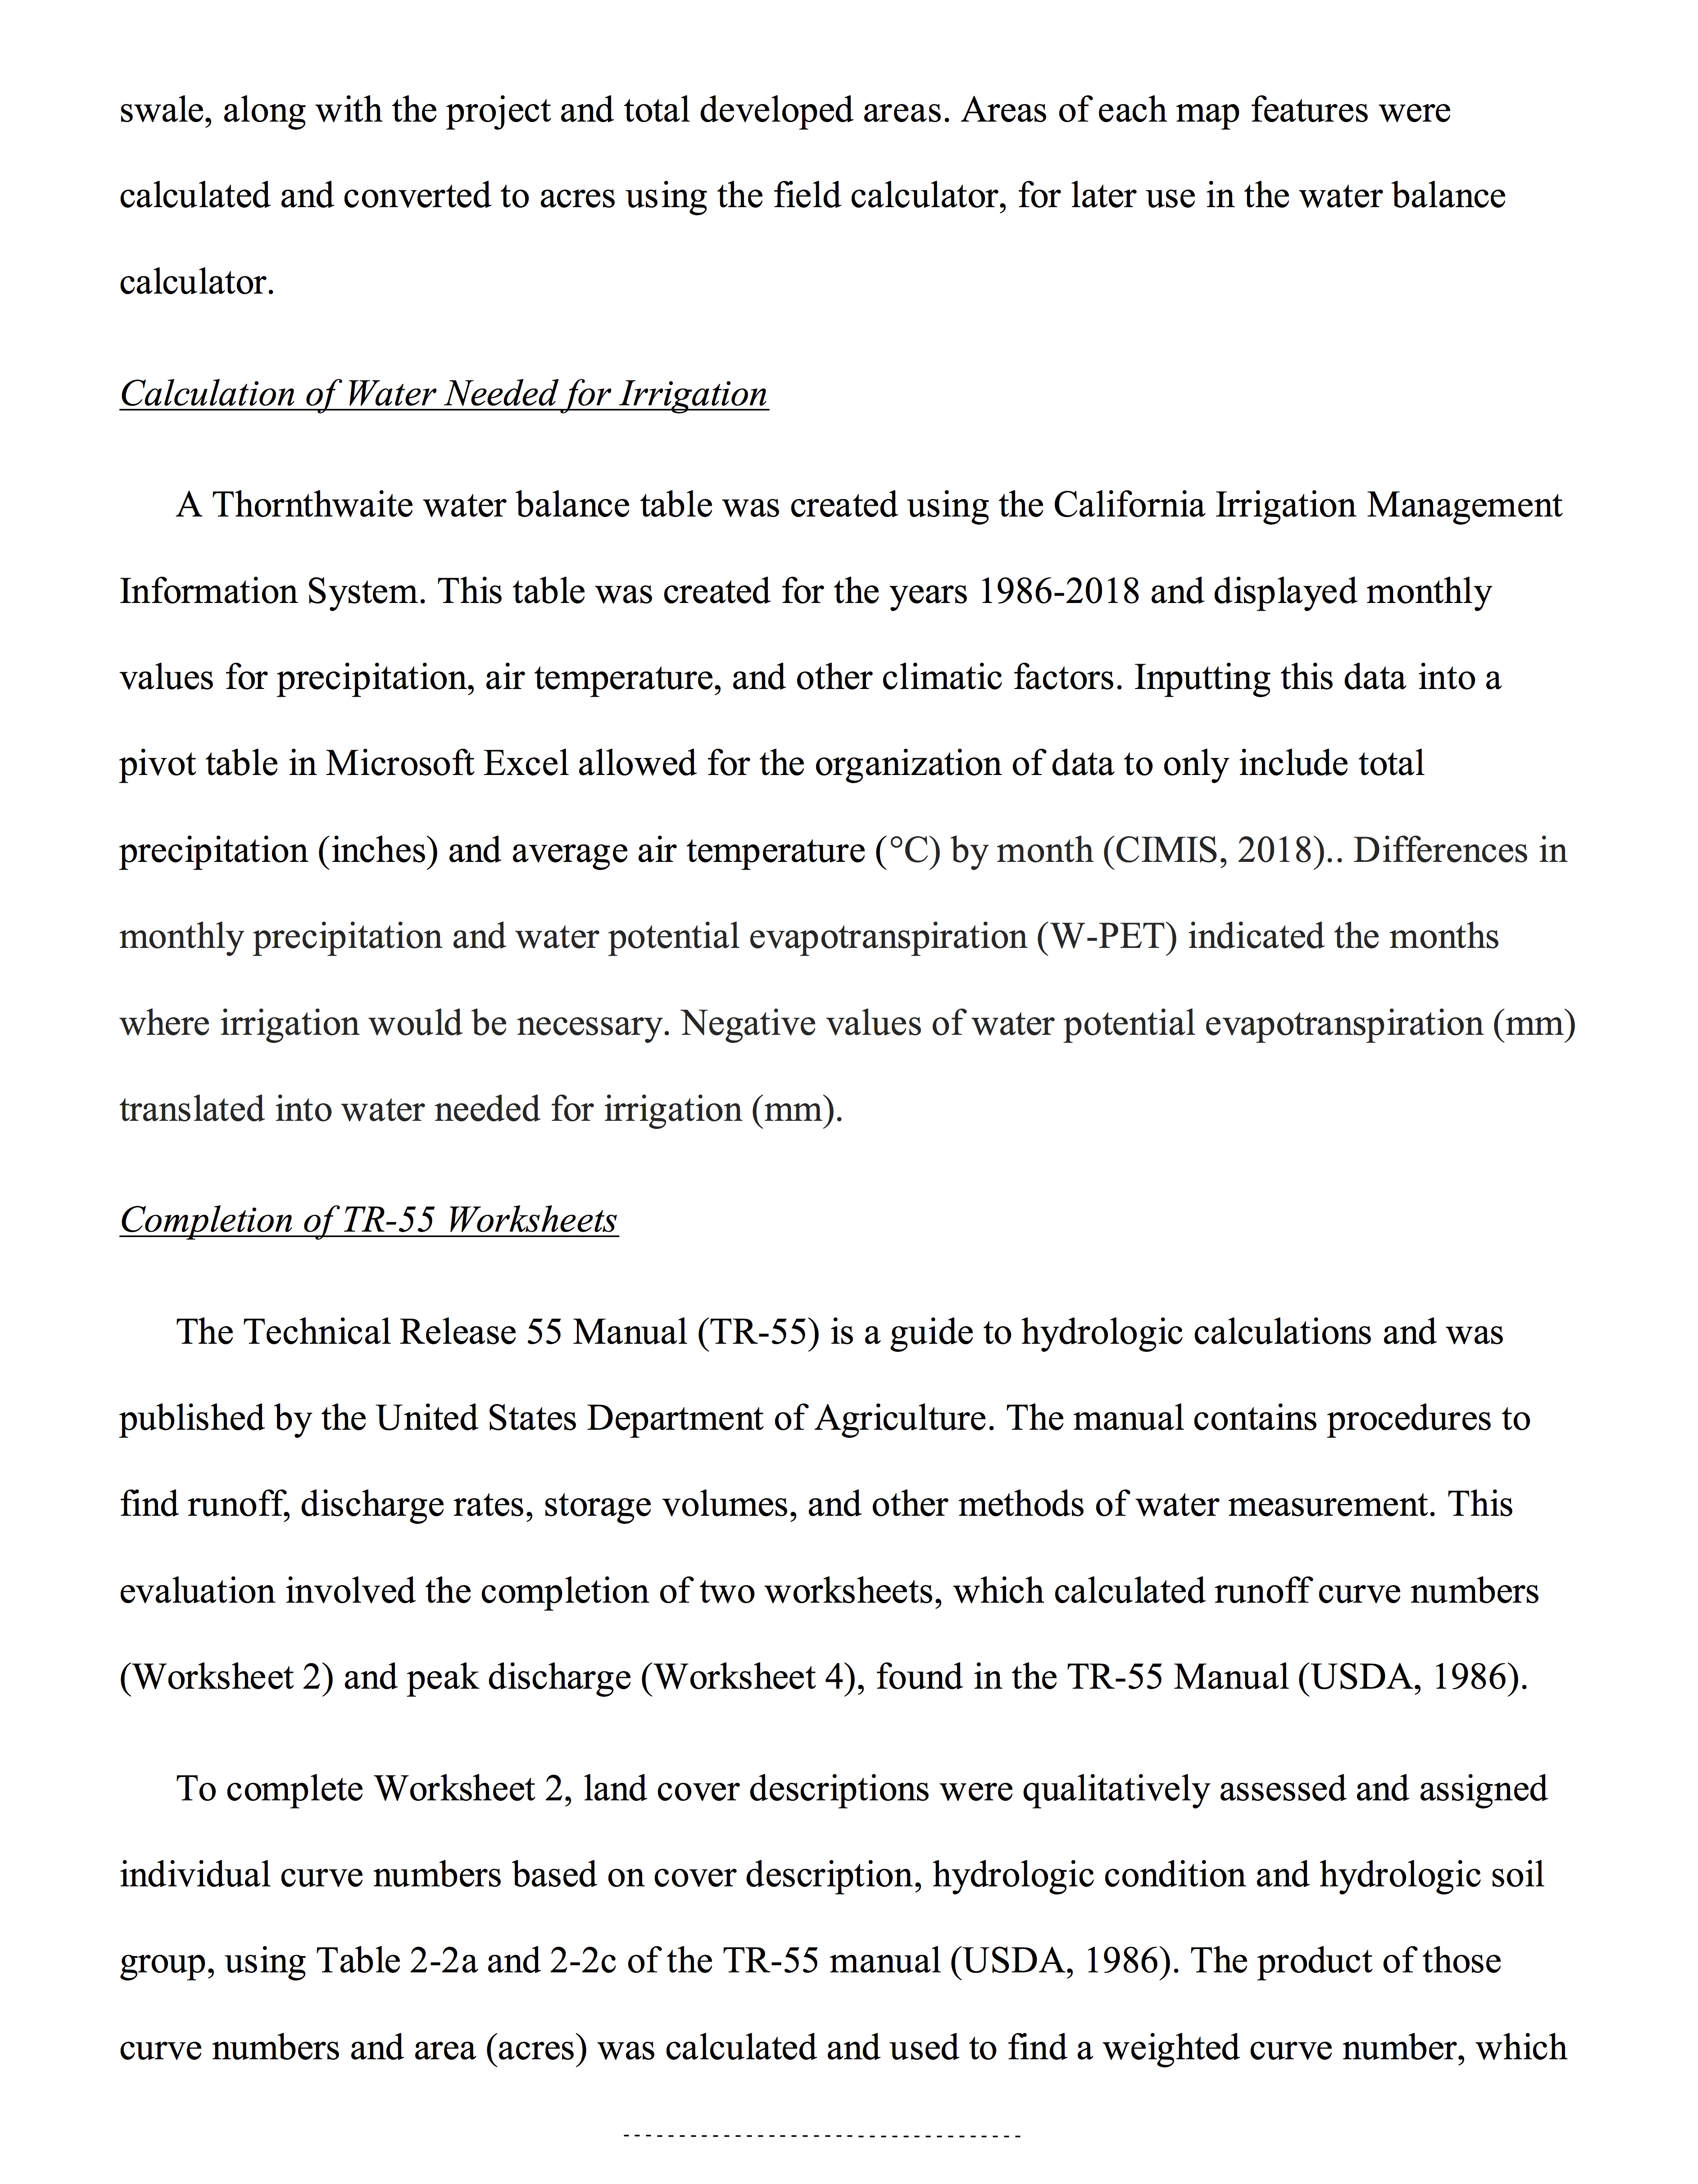 swale, along with the project and total developed areas. Areas of each map features were
calculated and converted to acres using the field calculator, for later use in the water balance
calculator.
Calculation of Water Needed for Irrigation
A Thornthwaite water balance table was created using the California Irrigation Management
Information System. This table was created for the years 1986-2018 and displayed monthly
values for precipitation, air temperature, and other climatic factors. Inputting this data into a
pivot table in Microsoft Excel allowed for the organization of data to only include total
precipitation (inches) and average air temperature (°C) by month (CIMIS, 2018).. Differences in
monthly precipitation and water potential evapotranspiration (W-PET) indicated the months
where irrigation would be necessary. Negative values of water potential evapotranspiration (mm)
translated into water needed for irrigation (mm).
Completion of TR-55 Worksheets
The Technical Release 55 Manual (TR-55) is a guide to hydrologic calculations and was
published by the United States Department of Agriculture. The manual contains procedures to
find runoff, discharge rates, storage volumes, and other methods of water measurement. This
evaluation involved the completion of two worksheets, which calculated runoff curve numbers
(Worksheet 2) and peak discharge (Worksheet 4), found in the TR-55 Manual (USDA, 1986).
To complete Worksheet 2, land cover descriptions were qualitatively assessed and assigned
individual curve numbers based on cover description, hydrologic condition and hydrologic soil
group, using Table 2-2a and 2-2c of the TR-55 manual (USDA, 1986). The product of those
curve numbers and area (acres) was calculated and used to find a weighted curve number, which